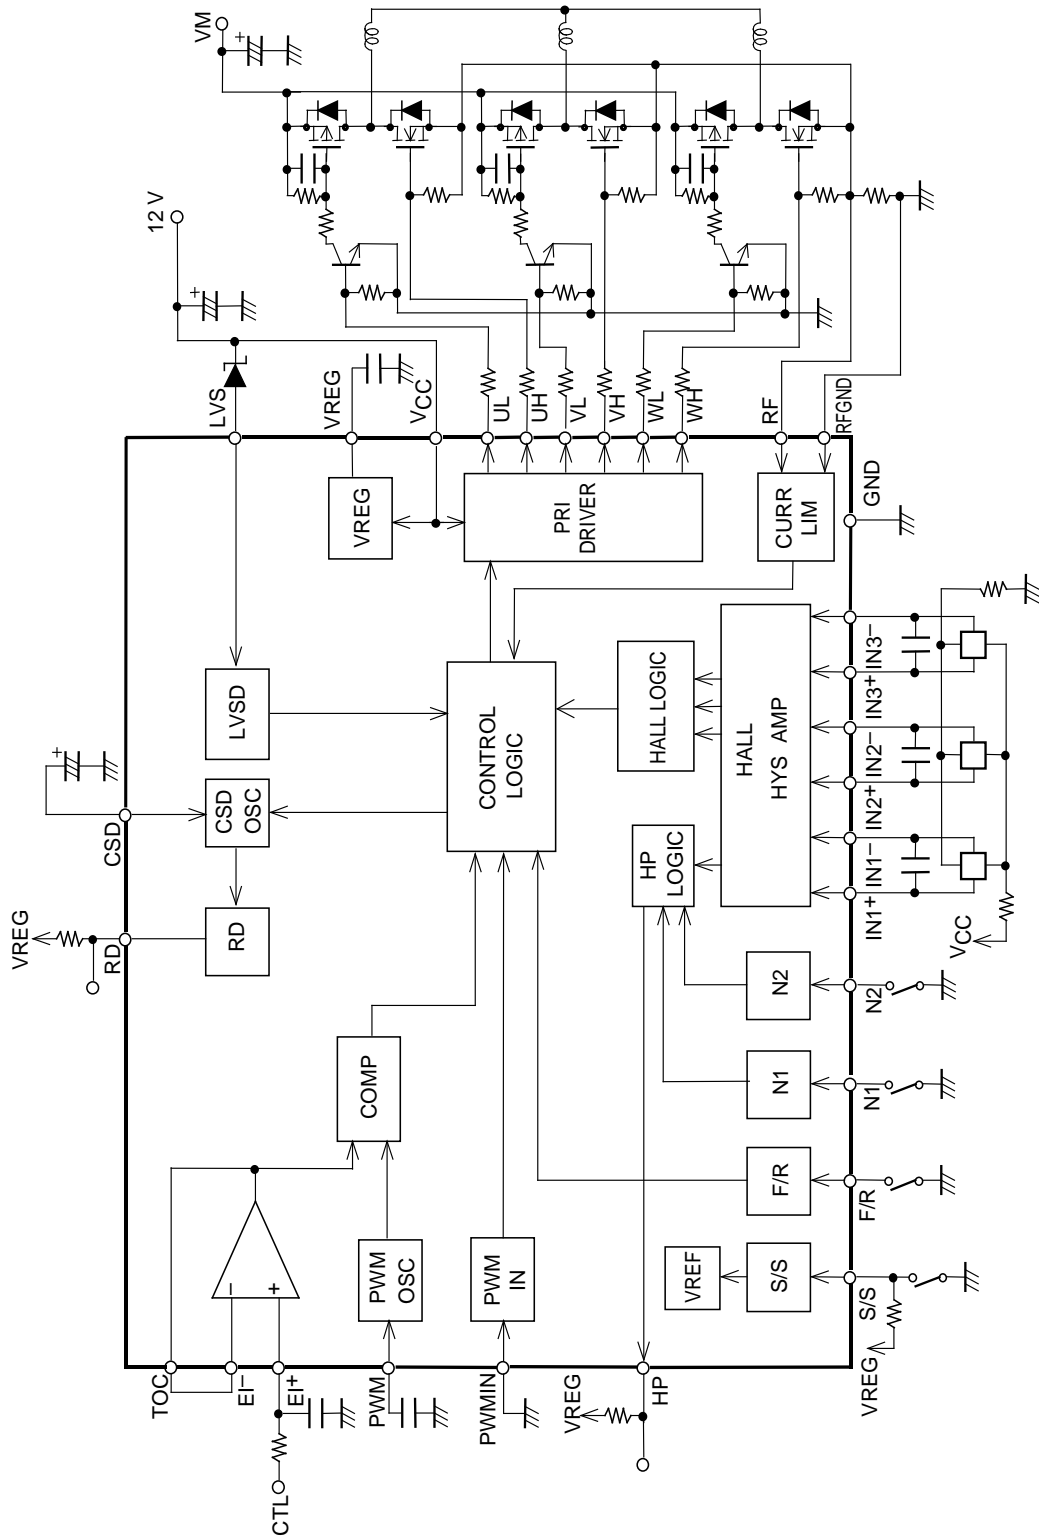 VM
12 V
LVS
VREG
VCC
UL
UH
VL
VH
WL
WH
RF
RFGND
VREG
PRI
DRIVER
CURR
LIM
GND
LVSD
CSD
OSC
CSD
CONTROL
LOGIC
HALL LOGIC
HALL
HYS AMP
IN3–
IN3+
IN2–
IN2+
IN1–
IN1+
VREG
RD
RD
HP
LOGIC
VCC
N2
N2
COMP
N1
N1
F/R
F/R
–
+
PWM
OSC
PWM
IN
VREF
S/S
S/S
VREG
TOC
EI–
EI+
PWM
PWMIN
VREG
HP
CTL
+
+
+